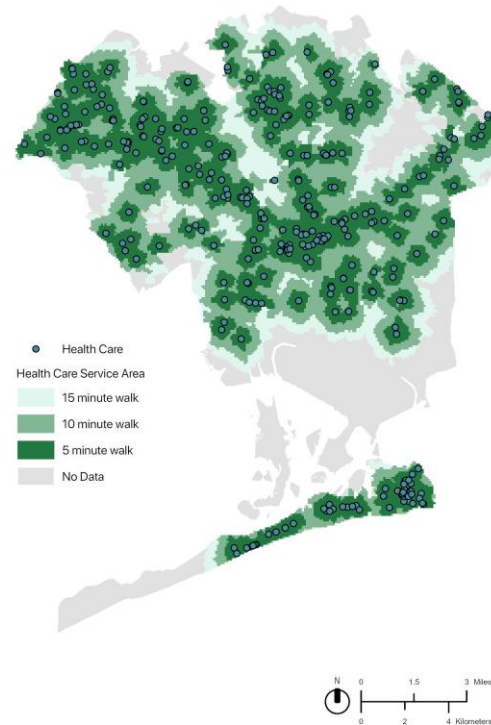 Health Care
Health Care Service Area
15 minute walk
10 minute walk
5 minute walk
No Data
N
0 1.5 3 Miles
0 2 4 Kilometers